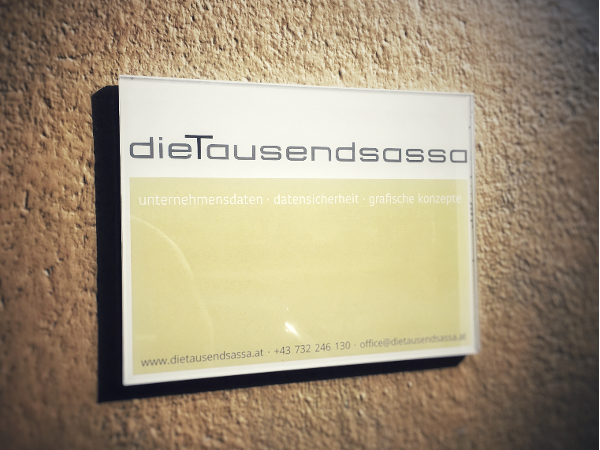 dieTausendsassa
unternehmensdaten · datensicherheit · grafische konzepte
www.dietausendsassa.at · +43 732 246 130 · office@dietausendsassa.at